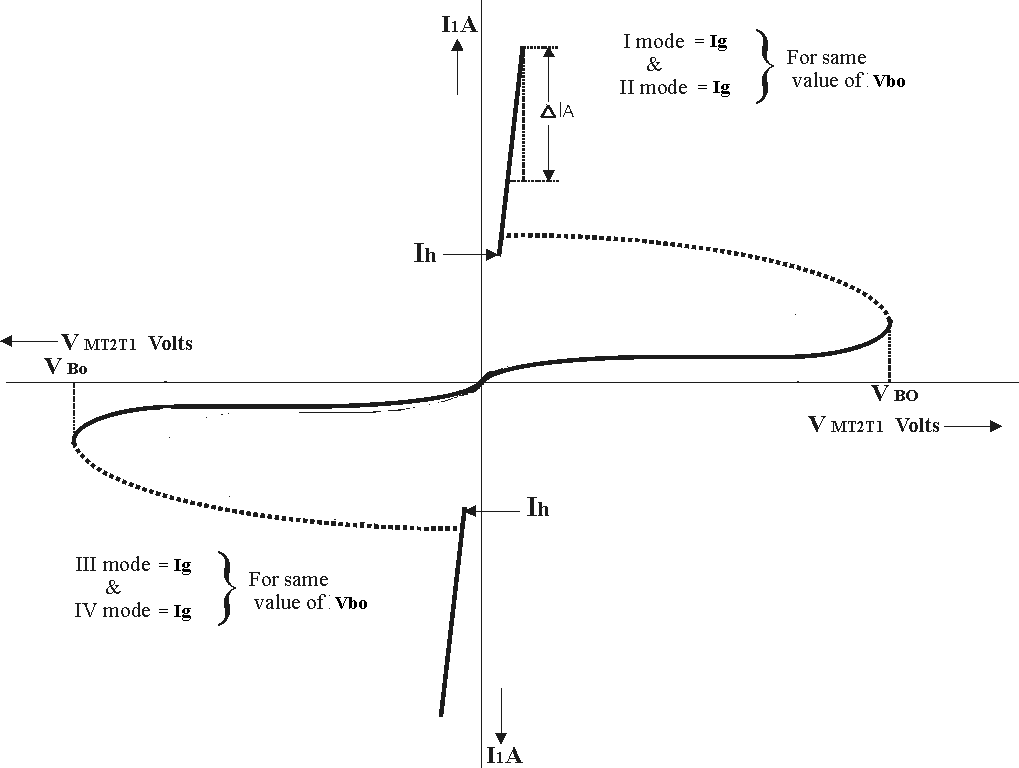 I1A
I mode = Ig
&
II mode = Ig
For same
value of : Vbo
ΔIA
Ih
V MT2T1 Volts
V Bo
V BO
V MT2T1 Volts
Ih
III mode = Ig
&
IV mode = Ig
For same
value of : Vbo
I1A